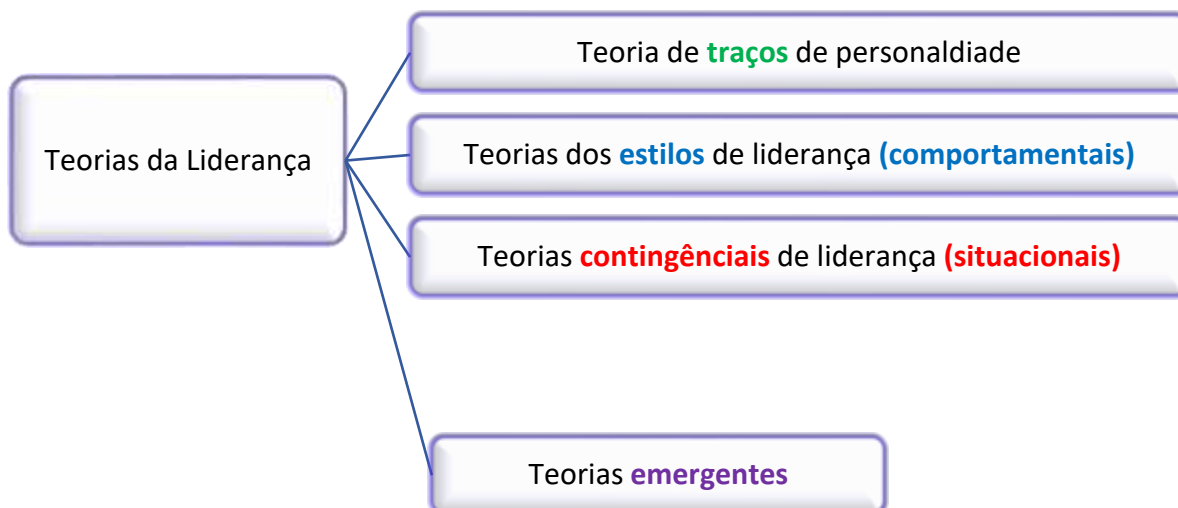 Teoria de traços de personaldiade
Teorias da Liderança
Teorias dos estilos de liderança (comportamentais)
Teorias contingênciais de liderança (situacionais)
Teorias emergentes